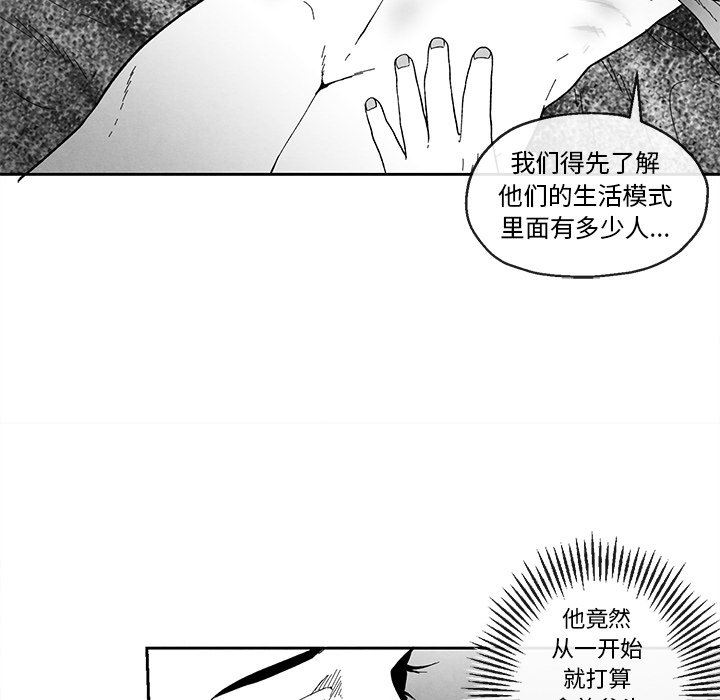 我们得先了解
他们的生活模式
里面有多少人...
他竟然
从一开始
就打算